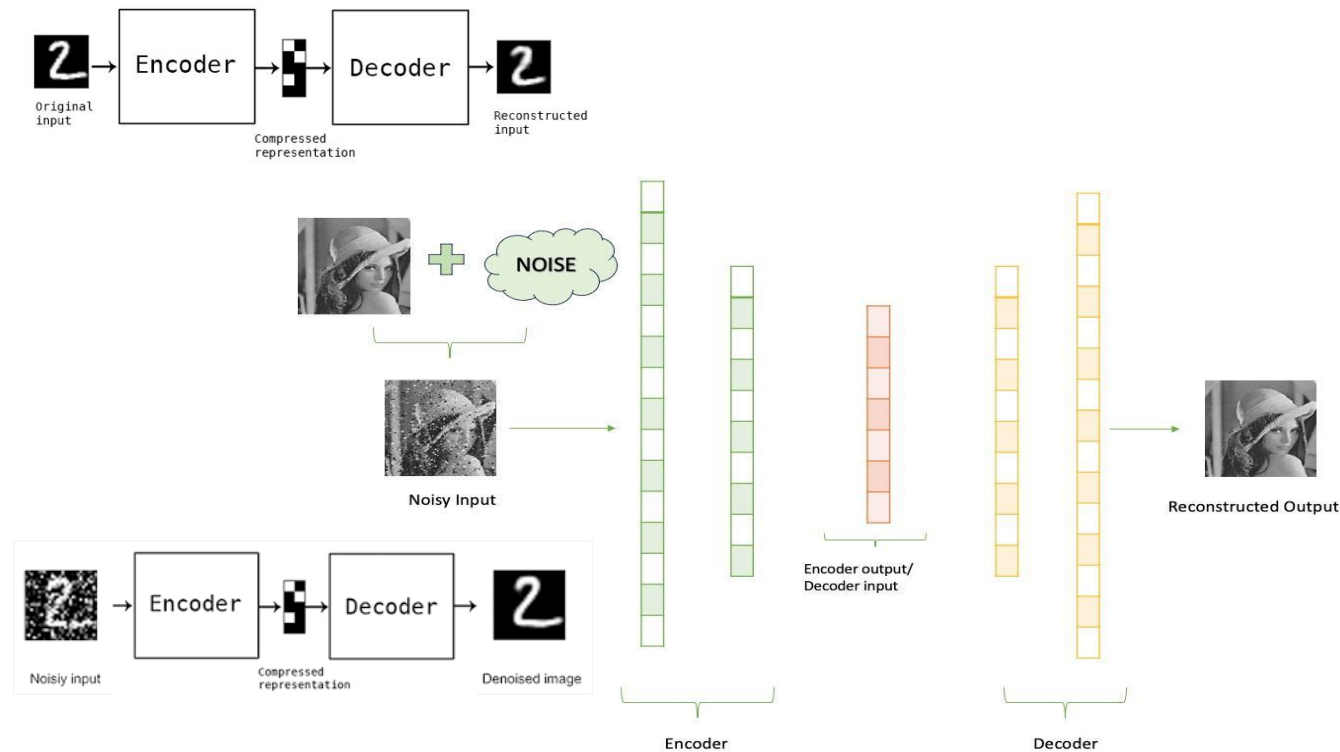 Encoder
Decoder
Original
input
Compressed
representation
Reconstructed
input
NOISE
Noisy Input
Encoder output/
Decoder input
Reconstructed Output
Encoder
Decoder
Noisiy input
Compressed
representation
Denoised image
Encoder
Decoder